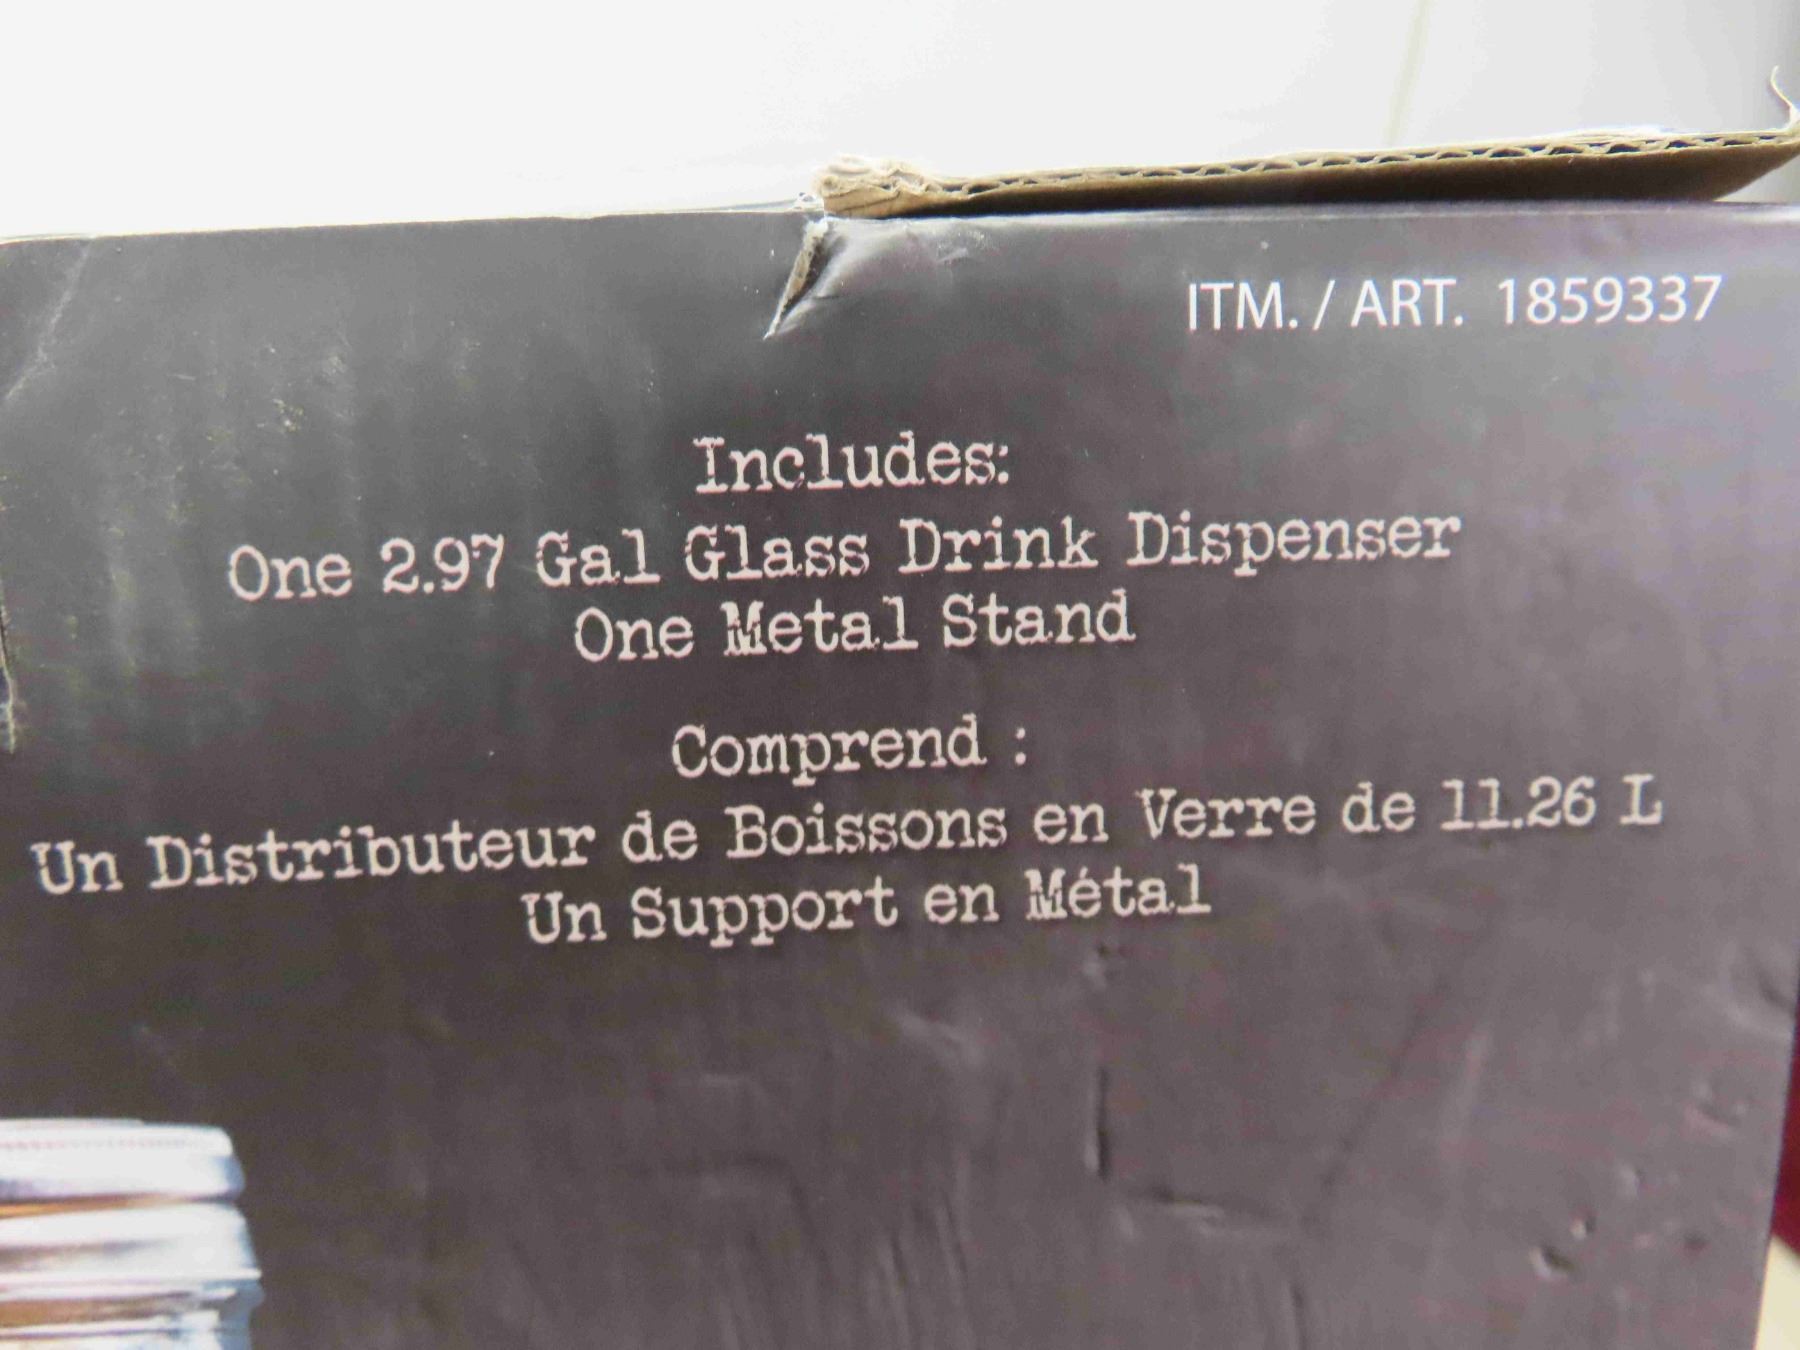 ITM. / ART. 1859337
Includes:
One 2.97 Gal Glass Drink Dispenser
One Metal Stand
Comprend :
Un Distributeur de Boissons en Verre de 11.26 L
Un Support en Métal